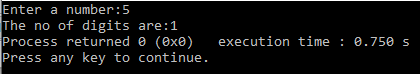 Enter a number:5
The no of digits are:1
Process returned 0 (0x0)   execution time : 0.750 s
Press any key to continue.